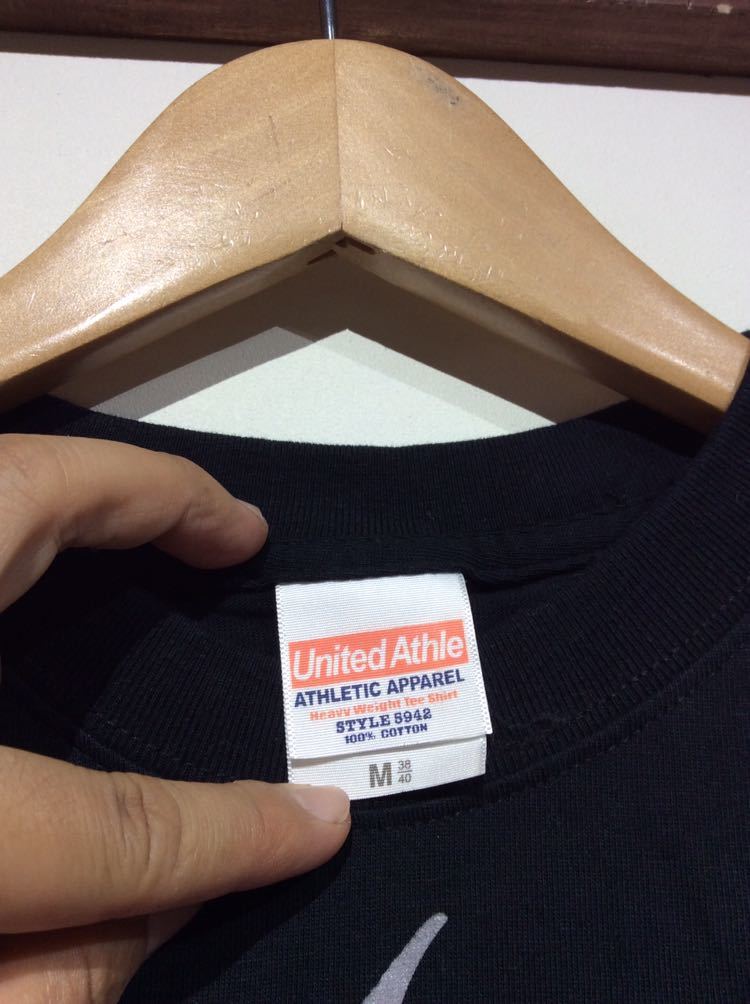 United Athle
ATHLETIC APPAREL
Heavy Weight Tee Shirt
STYLE 5942
100% COTTON
M 38/40